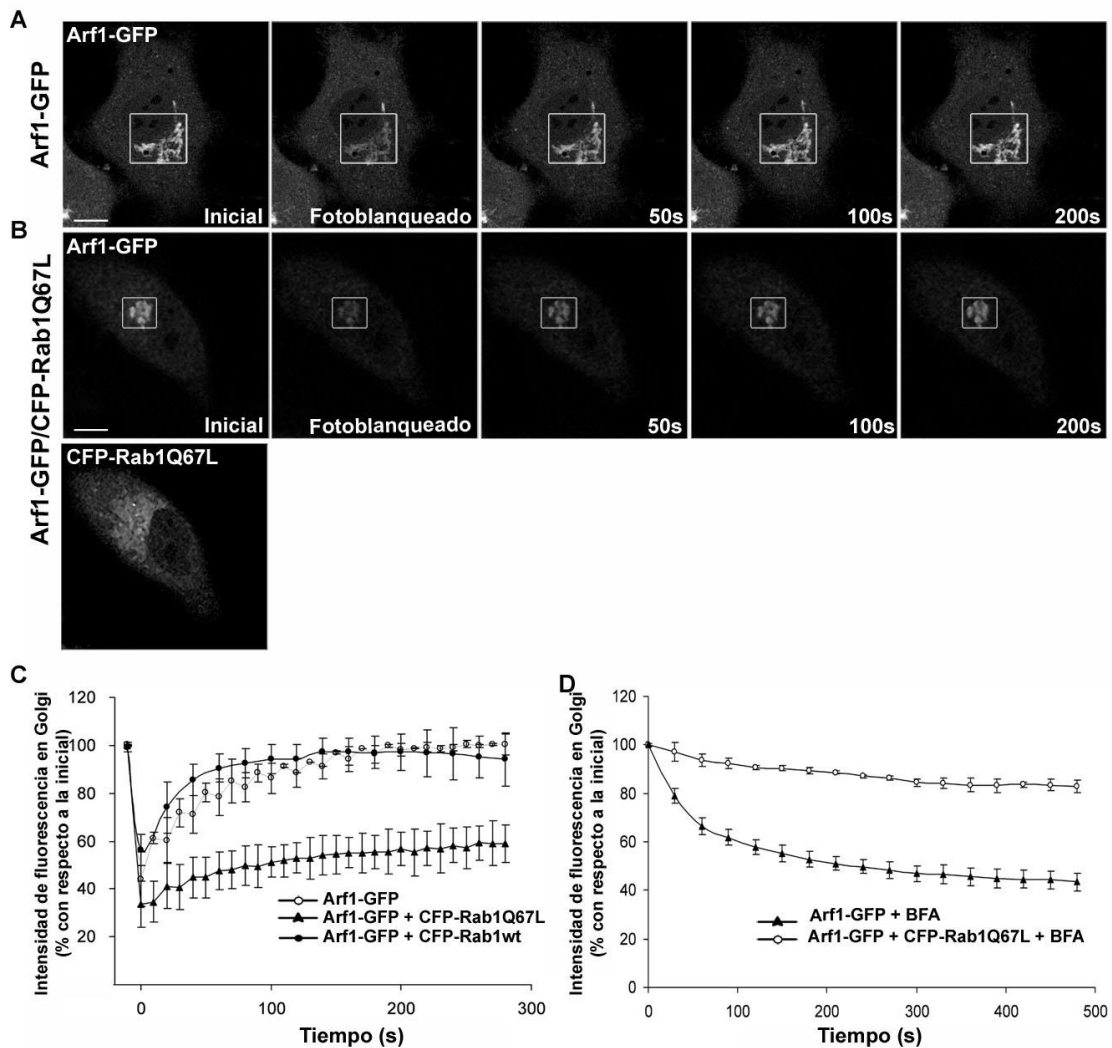 A
Arf1-GFP
Arf1-GFP
Inicial
Fotoblanqueado
50s
100s
200s
B
Arf1-GFP/CFP-Rab1Q67L
Arf1-GFP
Inicial
Fotoblanqueado
50s
100s
200s
CFP-Rab1Q67L
C
Intensidad de fluorescencia en Golgi
(% con respecto a la inicial)
120
100
80
60
40
20
0
100
200
300
Tiempo (s)
Arf1-GFP
Arf1-GFP + CFP-Rab1Q67L
Arf1-GFP + CFP-Rab1wt
D
Intensidad de fluorescencia en Golgi
(% con respecto a la inicial)
120
100
80
60
40
20
0
0
100
200
300
400
500
Tiempo (s)
Arf1-GFP + BFA
Arf1-GFP + CFP-Rab1Q67L + BFA